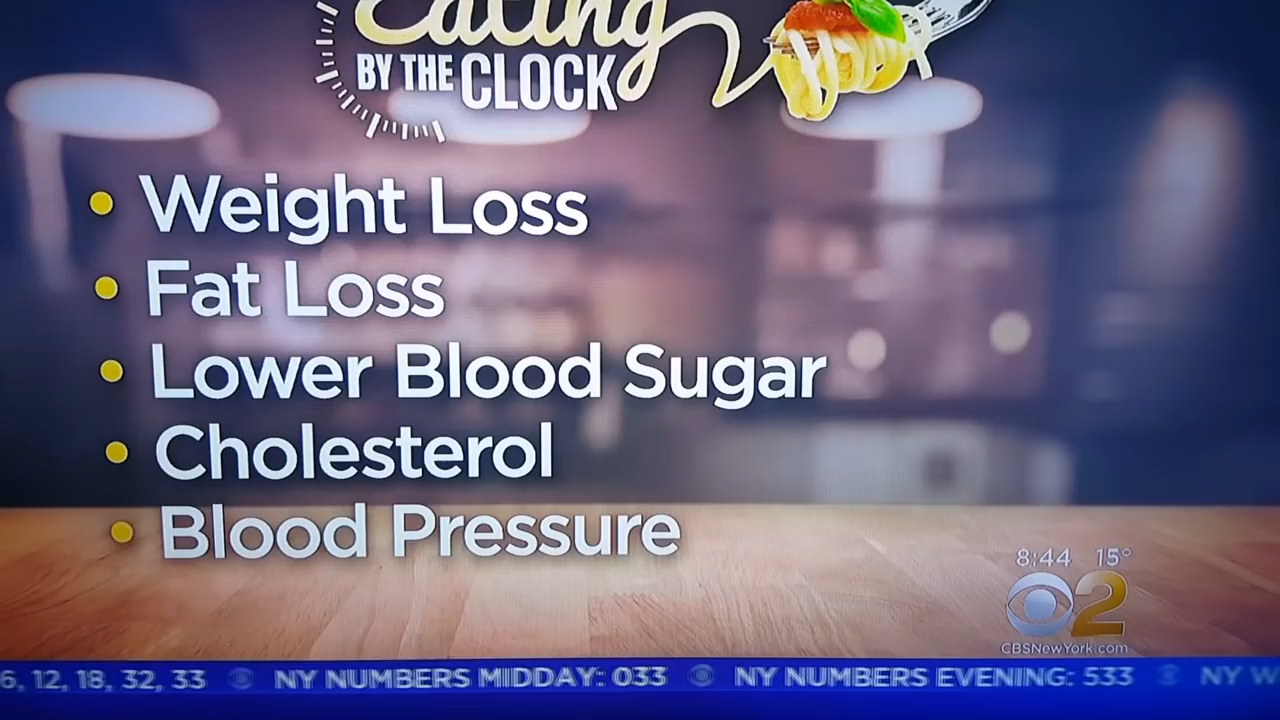 Eating
BY THE CLOCK
Weight Loss
Fat Loss
Lower Blood Sugar
Cholesterol
Blood Pressure
8:44 15°
2
CBSNewYork.com
6, 12, 18, 32, 33 NY NUMBERS MIDDAY: 033 NY NUMBERS EVENING: 533 NY W